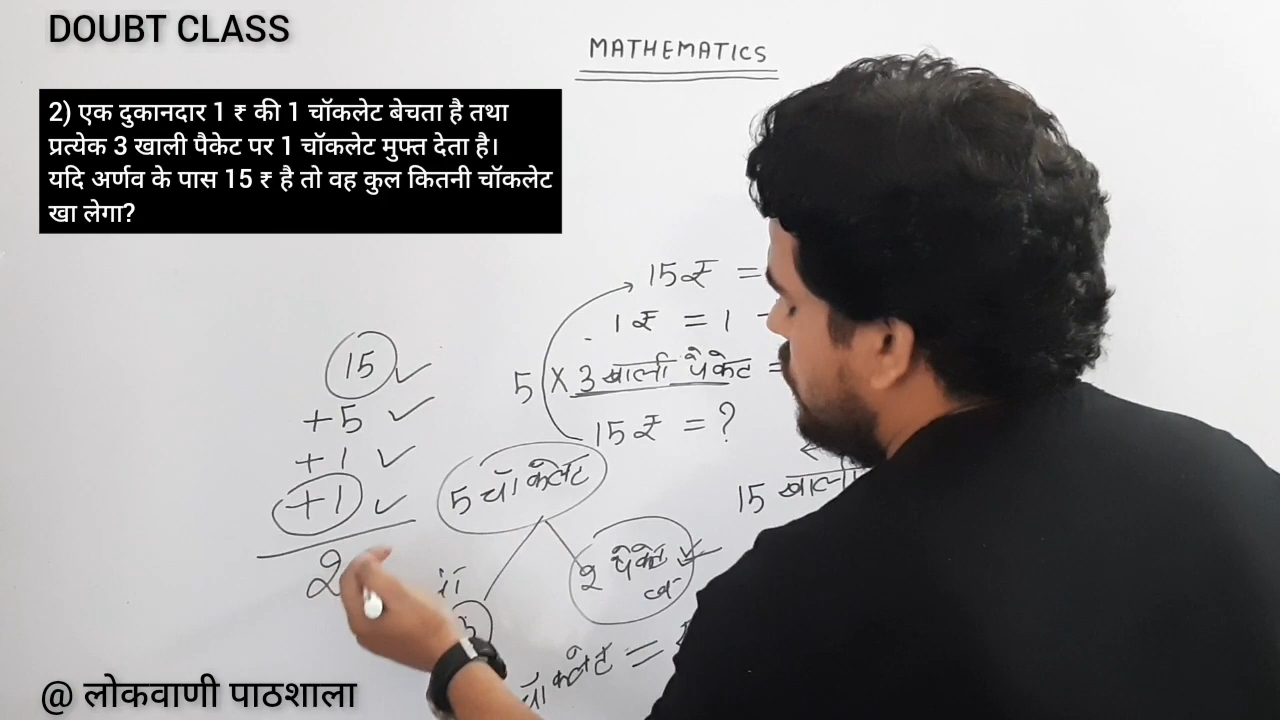 DOUBT CLASS
MATHEMATICS
2) एक दुकानदार 1 ₹ की 1 चॉकलेट बेचता है तथा
प्रत्येक 3 खाली पैकेट पर 1 चॉकलेट मुफ्त देता है।
यदि अर्णव के पास 15 ₹ है तो वह कुल कितनी चॉकलेट
खा लेगा?
15 ₹ =
1 ₹ = 1
5 × 3 खाली पैकेट =
15 ₹ = ?
15 खाली
15
+5
+1
+1
2
5 चॉकलेट
2 पैकेट
@ लोकवाणी पाठशाला